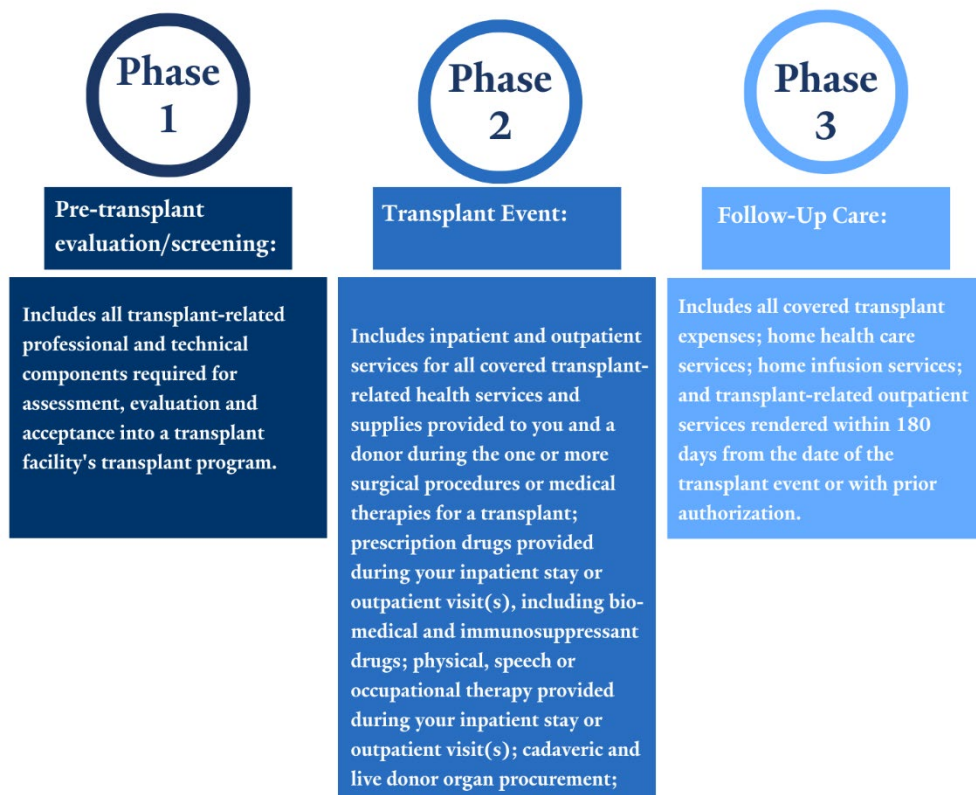 Phase
1
Pre-transplant
evaluation/screening:
Includes all transplant-related
professional and technical
components required for
assessment, evaluation and
acceptance into a transplant
facility's transplant program.
Phase
2
Transplant Event:
Includes inpatient and outpatient
services for all covered transplant-
related health services and
supplies provided to you and a
donor during the one or more
surgical procedures or medical
therapies for a transplant;
prescription drugs provided
during your inpatient stay or
outpatient visit(s), including bio-
medical and immunosuppressant
drugs; physical, speech or
occupational therapy provided
during your inpatient stay or
outpatient visit(s); cadaveric and
live donor organ procurement;
Phase
3
Follow-Up Care:
Includes all covered transplant
expenses; home health care
services; home infusion services;
and transplant-related outpatient
services rendered within 180
days from the date of the
transplant event or with prior
authorization.